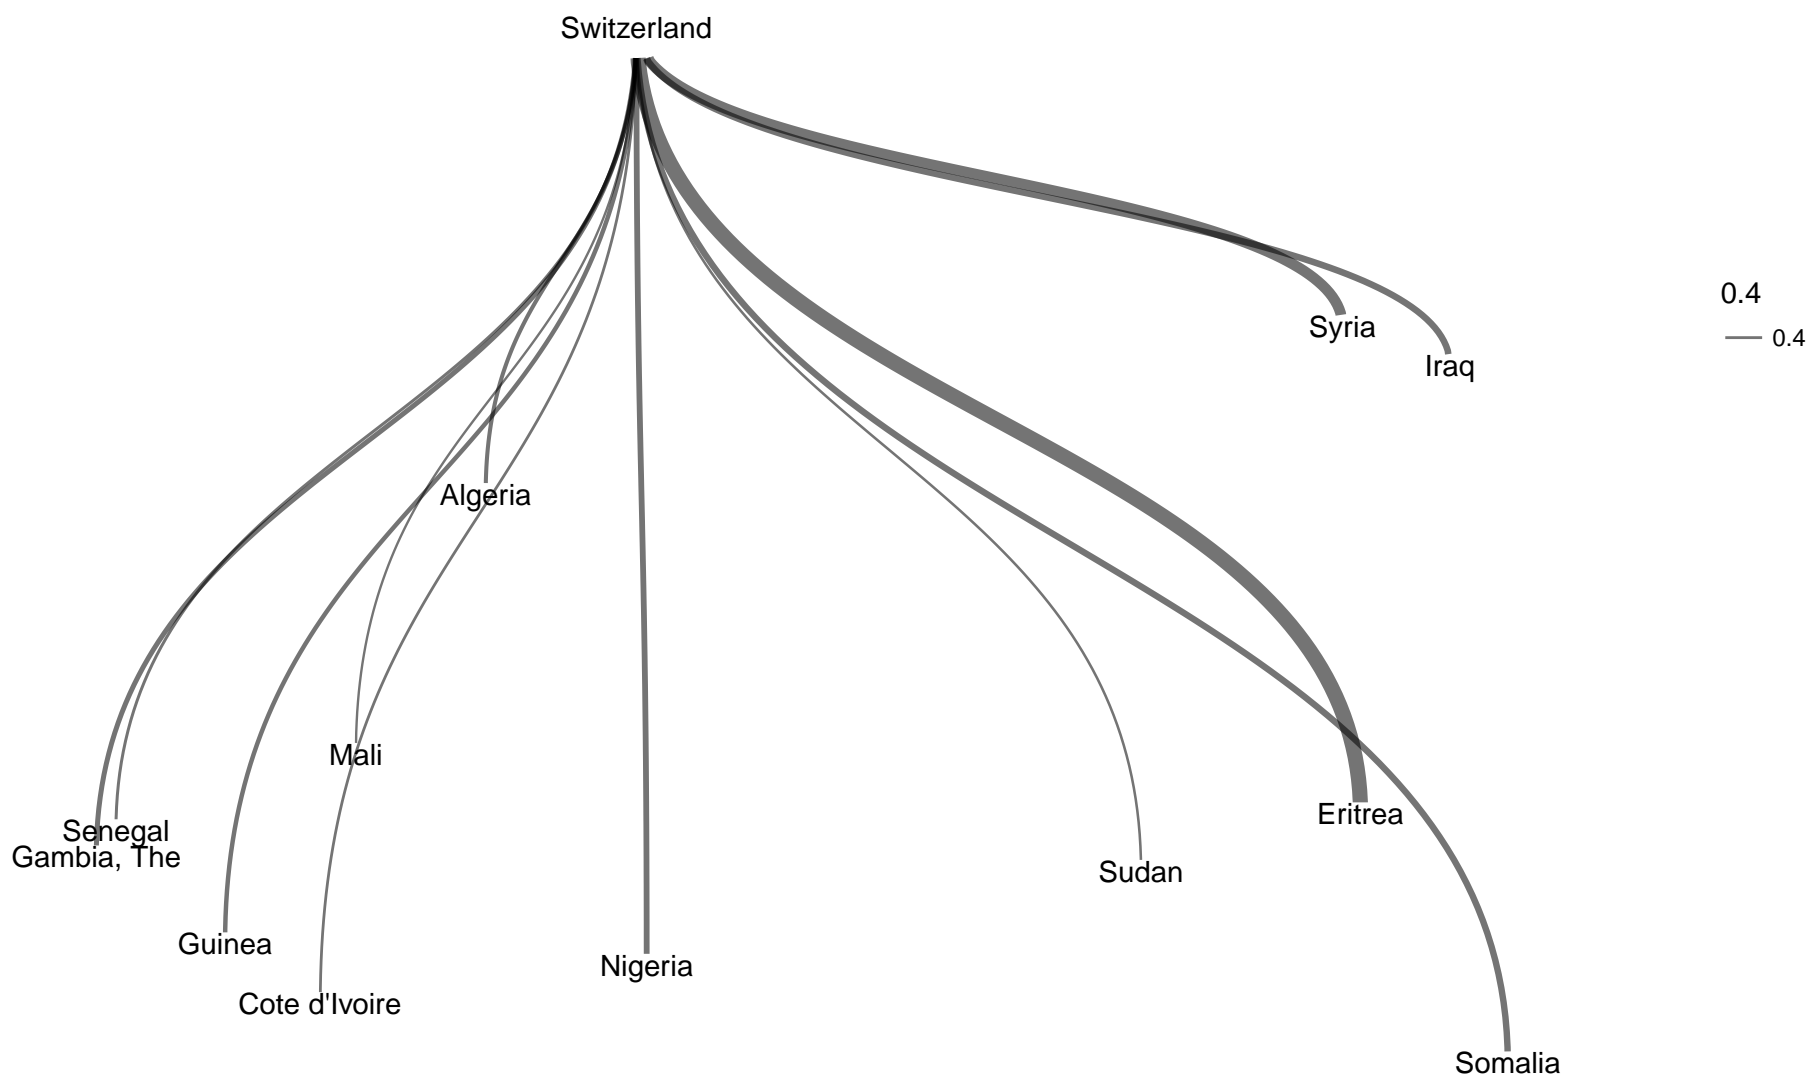 Switzerland
0.4
Syria
0.4
Iraq
Algeria
Mali
Eritrea
Senegal
Gambia, The
Sudan
Guinea
Nigeria
Cote d'Ivoire
Somalia